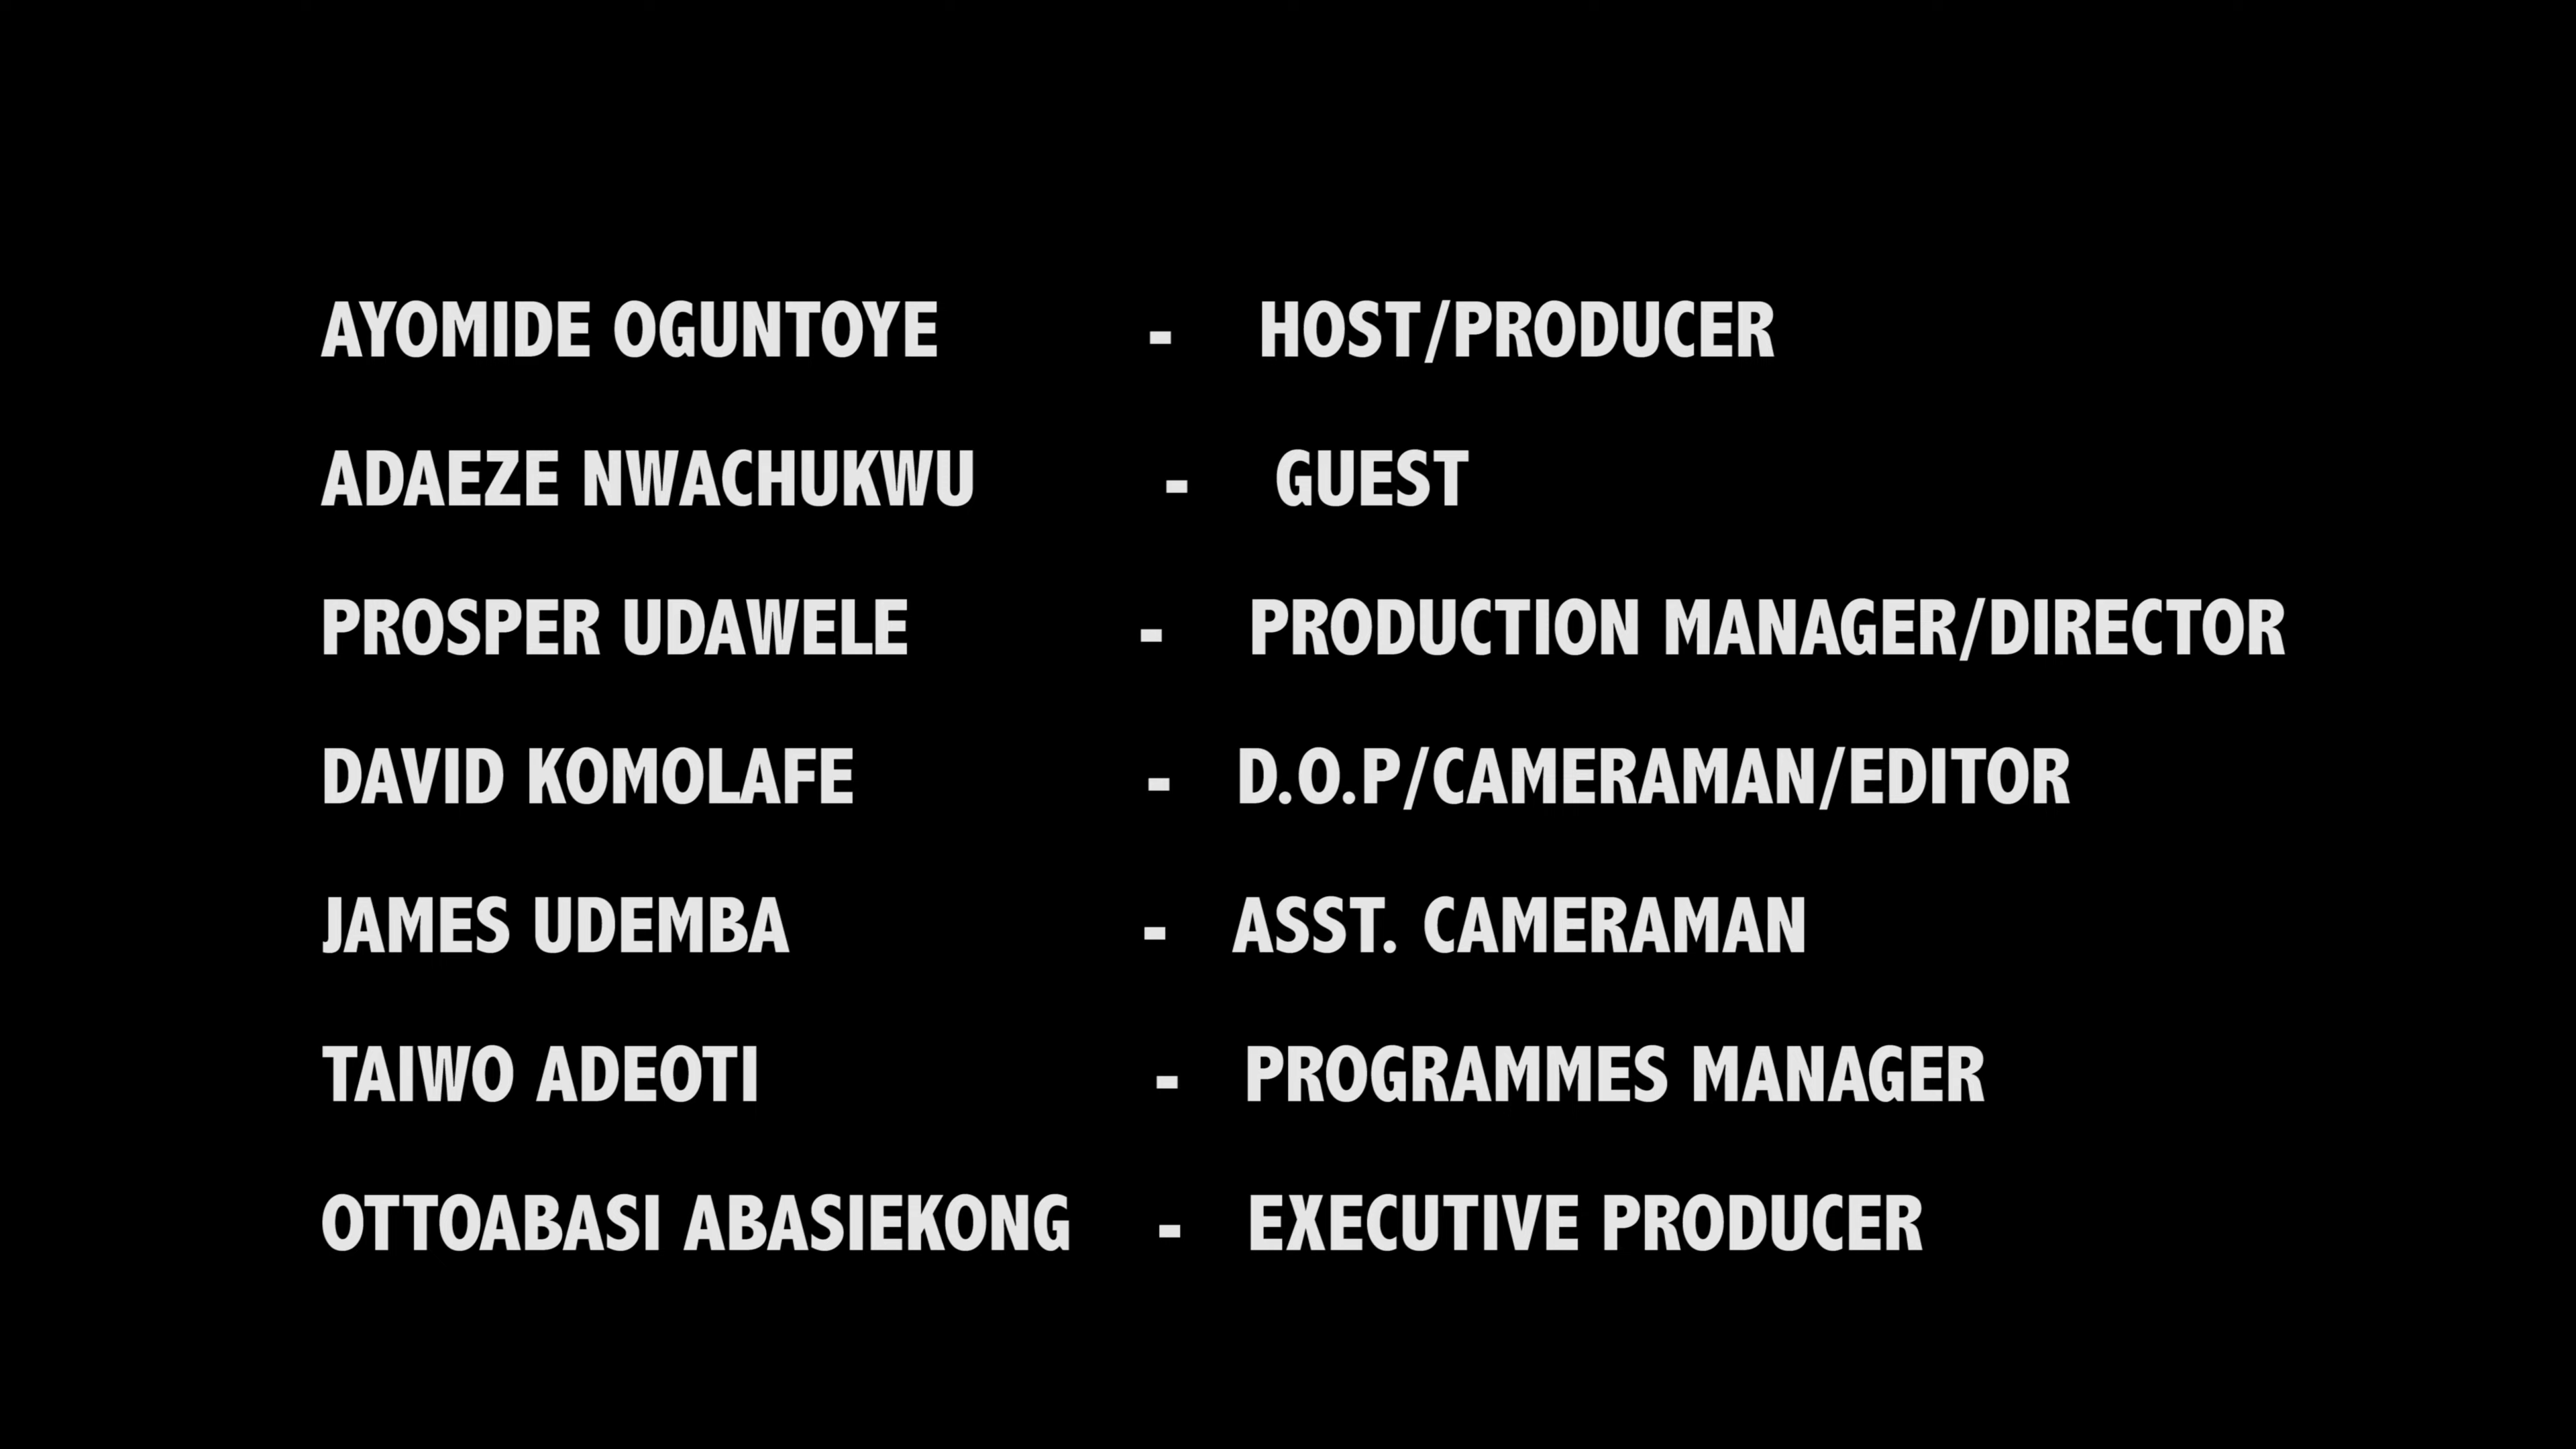 AYOMIDE OGUNTOYE - HOST/PRODUCER
ADAEZE NWACHUKWU - GUEST
PROSPER UDAWELE - PRODUCTION MANAGER/DIRECTOR
DAVID KOMOLAFE - D.O.P/CAMERAMAN/EDITOR
JAMES UDEMBA - ASST. CAMERAMAN
TAIWO ADEOTI - PROGRAMMES MANAGER
OTTOABASI ABASIEKONG - EXECUTIVE PRODUCER